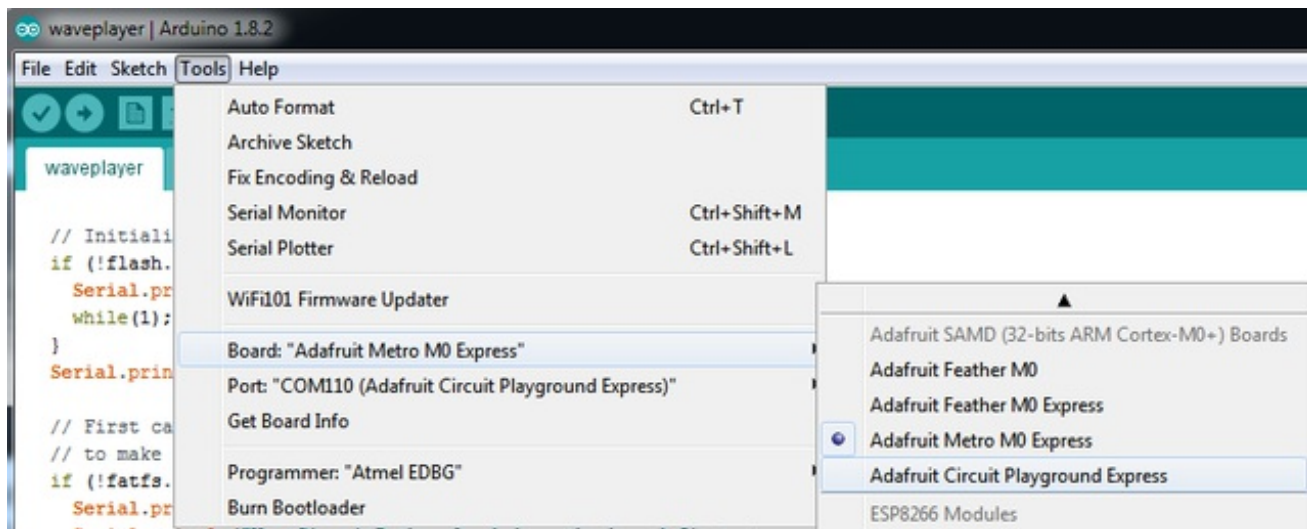 waveplayer | Arduino 1.8.2
File Edit Sketch Tools Help
Auto Format Ctrl+T
Archive Sketch
Fix Encoding & Reload
Serial Monitor Ctrl+Shift+M
Serial Plotter Ctrl+Shift+L
WiFi101 Firmware Updater
Board: "Adafruit Metro M0 Express"
Port: "COM110 (Adafruit Circuit Playground Express)"
Get Board Info
Programmer: "Atmel EDBG"
Burn Bootloader
Adafruit SAMD (32-bits ARM Cortex-M0+) Boards
Adafruit Feather M0
Adafruit Feather M0 Express
Adafruit Metro M0 Express
Adafruit Circuit Playground Express
ESP8266 Modules
waveplayer
// Initiali
if (!flash.
Serial.pr
while(1);
}
Serial.prin
// First ca
// to make
if (!fatfs.
Serial.pr